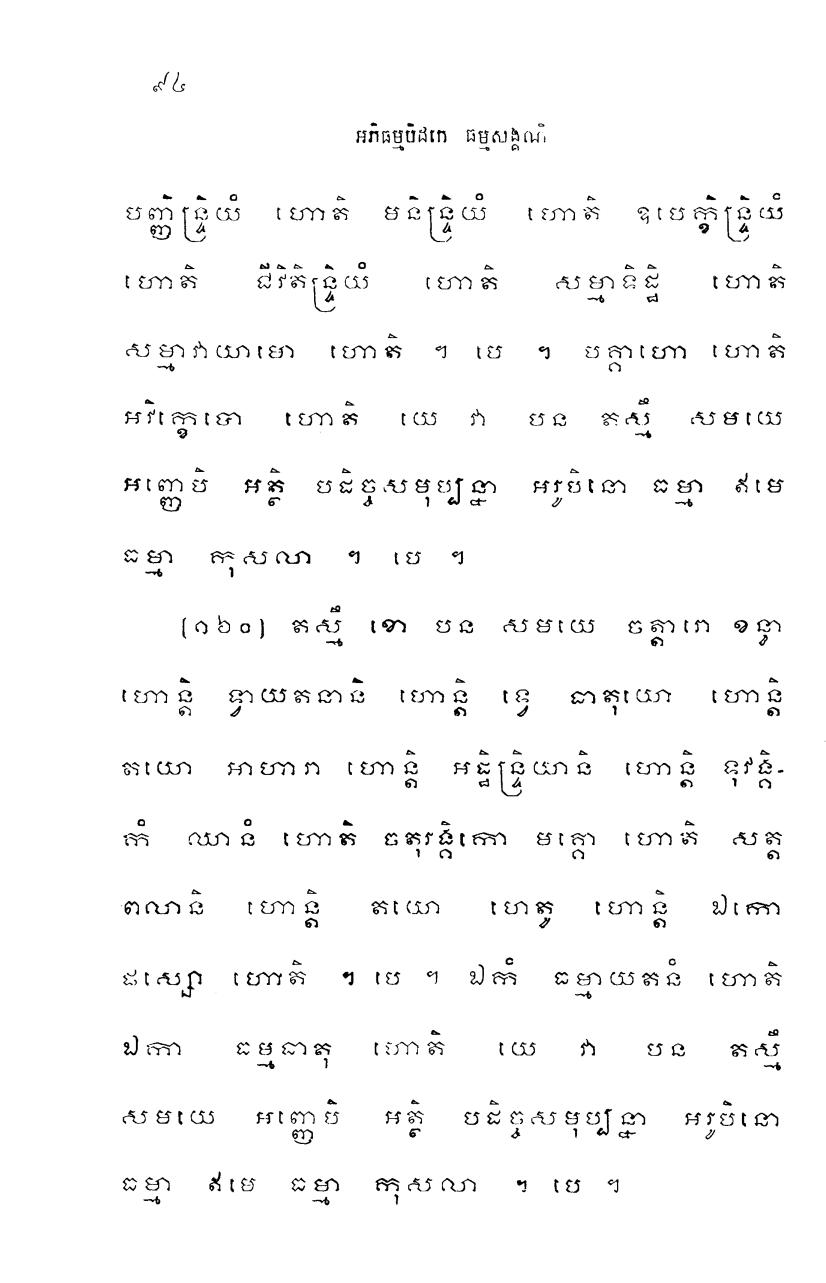 ៩៤
អភិធម្មបិដកេ ធម្មសង្គណិ
បញ្ញិន្ទ្រិយំ ហោតិ មនិន្ទ្រិយំ ហោតិ ឧបេក្ខិន្ទ្រិយំ
ហោតិ ជីវិតិន្ទ្រិយំ ហោតិ សម្មាទិដ្ឋិ ហោតិ
សម្មាវាយាមោ ហោតិ ។ បេ ។ បគ្គាហោ ហោតិ
អវិក្ខេបោ ហោតិ យេ វា បន តស្មឹ សមយេ
អញ្ញេបិ អត្ថិ បដិច្ចសមុប្បន្នា អរូបិនោ ធម្មា ឥមេ
ធម្មា កុសលា ។ បេ ។
[១៦០] តស្មឹ ខោ បន សមយេ ចត្តារោ ខន្ធា
ហោន្តិ ទ្វាយតនានិ ហោន្តិ ទ្វេ ធាតុយោ ហោន្តិ
តយោ អាហារា ហោន្តិ អដ្ឋិន្ទ្រិយានិ ហោន្តិ ទុវង្គិ-
កំ ឈានំ ហោតិ ចតុរង្គិកោ មគ្គោ ហោតិ សត្ត
ពលានិ ហោន្តិ តយោ ហេតូ ហោន្តិ ឯកោ
ផស្សោ ហោតិ ។ បេ ។ ឯកំ ធម្មាយតនំ ហោតិ
ឯកា ធម្មធាតុ ហោតិ យេ វា បន តស្មឹ
សមយេ អញ្ញេបិ អត្ថិ បដិច្ចសមុប្បន្នា អរូបិនោ
ធម្មា ឥមេ ធម្មា កុសលា ។ បេ ។